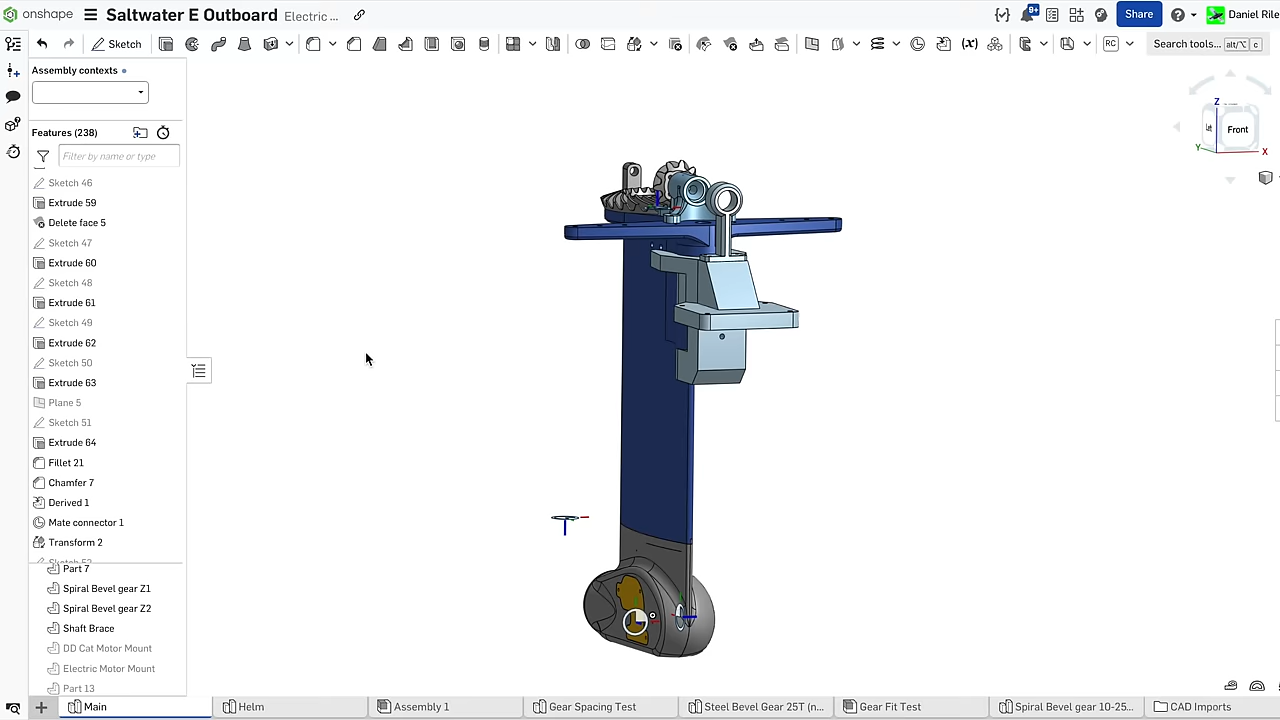 onshape Saltwater E Outboard Electric ... 9+ Share Daniel Rile
Sketch RC Search tools... alt/⌥ c
Assembly contexts
Features (238)
Filter by name or type
Sketch 46
Extrude 59
Delete face 5
Sketch 47
Extrude 60
Sketch 48
Extrude 61
Sketch 49
Extrude 62
Sketch 50
Extrude 63
Plane 5
Sketch 51
Extrude 64
Fillet 21
Chamfer 7
Derived 1
Mate connector 1
Transform 2
Part 7
Spiral Bevel gear Z1
Spiral Bevel gear Z2
Shaft Brace
DD Cat Motor Mount
Electric Motor Mount
Part 13
Z
Front
Y
X
Main Helm Assembly 1 Gear Spacing Test Steel Bevel Gear 25T (n... Gear Fit Test Spiral Bevel gear 10-25... CAD Imports